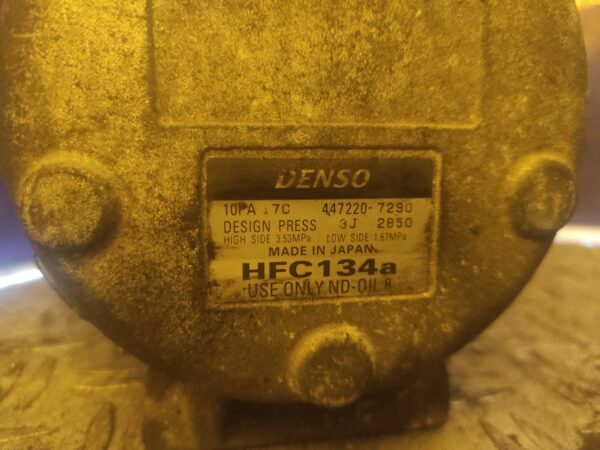 DENSO
10PA 17C 447220-7290
DESIGN PRESS 3J 2850
HIGH SIDE 3.53MPa LOW SIDE 1.67MPa
MADE IN JAPAN
HFC134a
USE ONLY ND-OIL 8